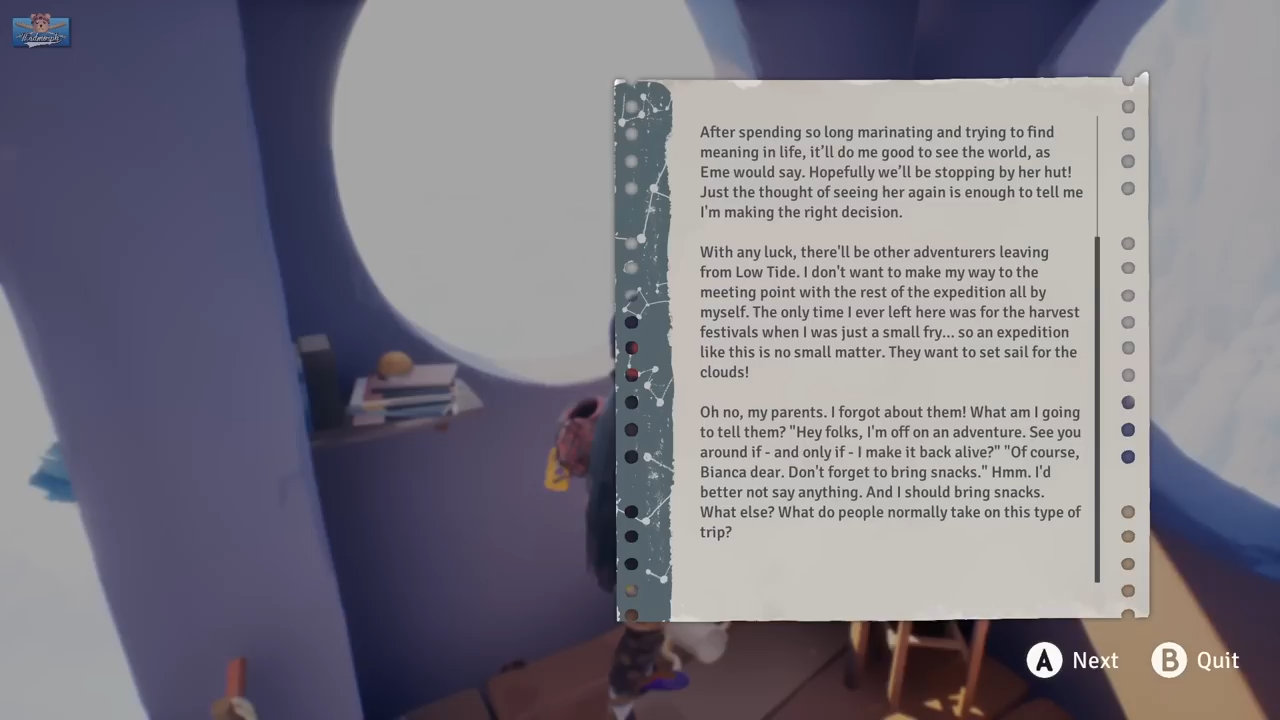 After spending so long marinating and trying to find
meaning in life, it'll do me good to see the world, as
Eme would say. Hopefully we'll be stopping by her hut!
Just the thought of seeing her again is enough to tell me
I'm making the right decision.
With any luck, there'll be other adventurers leaving
from Low Tide. I don't want to make my way to the
meeting point with the rest of the expedition all by
myself. The only time I ever left here was for the harvest
festivals when I was just a small fry... so an expedition
like this is no small matter. They want to set sail for the
clouds!
Oh no, my parents. I forgot about them! What am I going
to tell them? "Hey folks, I'm off on an adventure. See you
around if - and only if - I make it back alive?" "Of course,
Bianca dear. Don't forget to bring snacks." Hmm. I'd
better not say anything. And I should bring snacks.
What else? What do people normally take on this type of
trip?
A Next B Quit